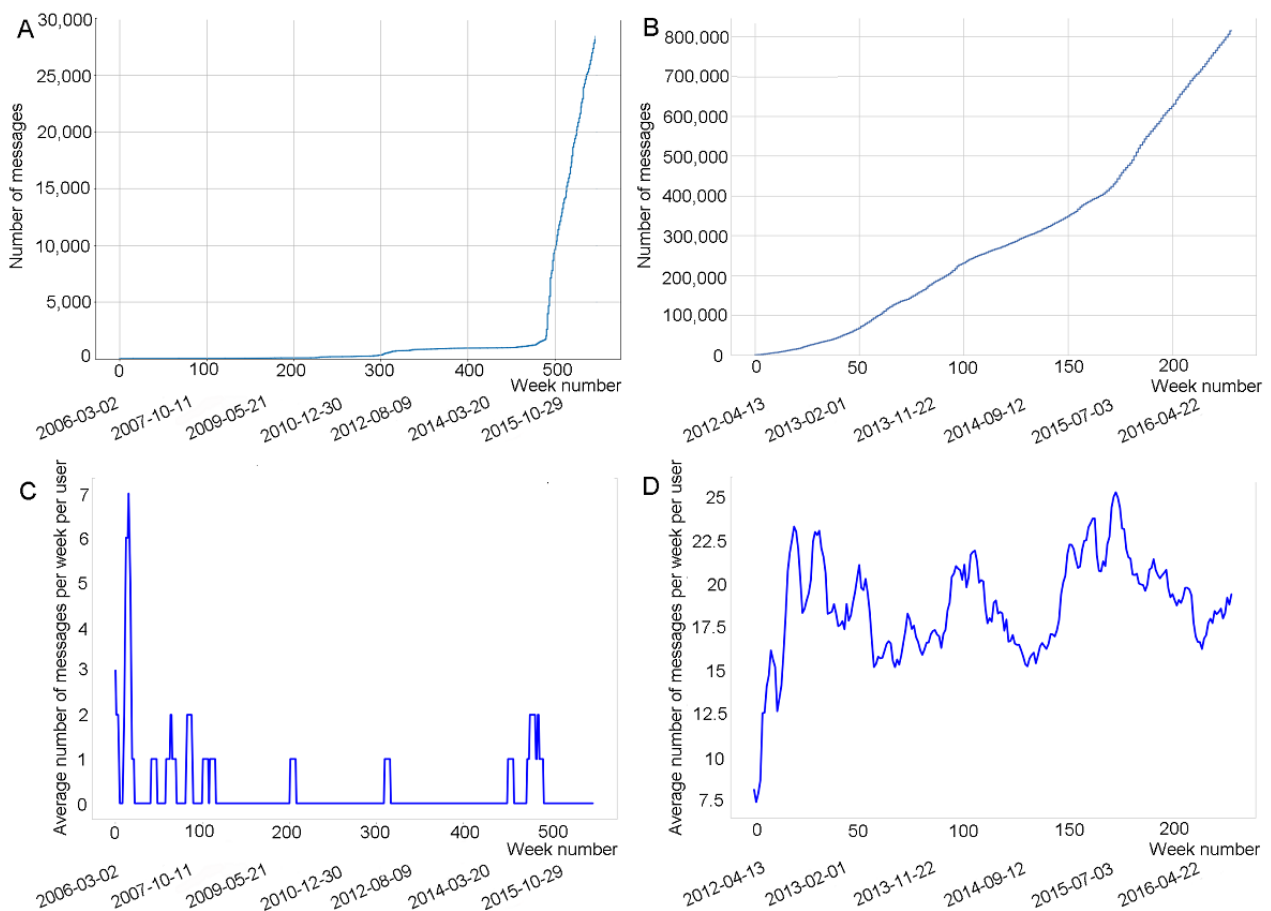 A
Number of messages
30,000
25,000
20,000
15,000
10,000
5,000
0
0 100 200 300 400 500
Week number
2006-03-02 2007-10-11 2009-05-21 2010-12-30 2012-08-09 2014-03-20 2015-10-29
B
Number of messages
800,000
700,000
600,000
500,000
400,000
300,000
200,000
100,000
0
0 50 100 150 200
Week number
2012-04-13 2013-02-01 2013-11-22 2014-09-12 2015-07-03 2016-04-22
C
Average number of messages per week per user
7
6
5
4
3
2
1
0
0 100 200 300 400 500
Week number
2006-03-02 2007-10-11 2009-05-21 2010-12-30 2012-08-09 2014-03-20 2015-10-29
D
Average number of messages per week per user
25
22.5
20
17.5
15
12.5
10
7.5
0 50 100 150 200
Week number
2012-04-13 2013-02-01 2013-11-22 2014-09-12 2015-07-03 2016-04-22